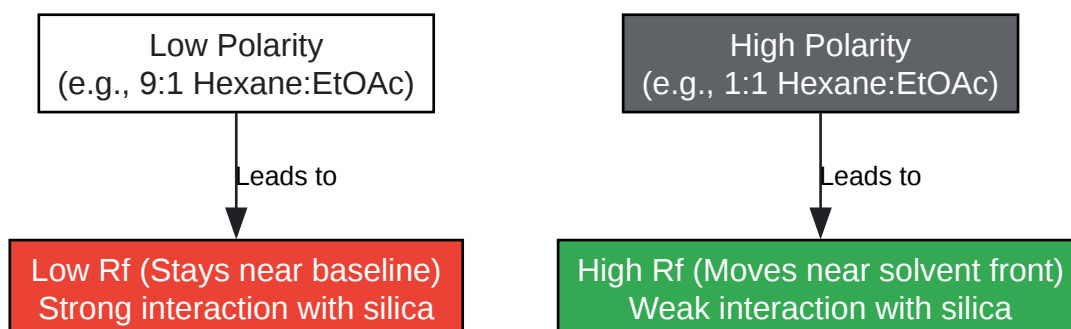 Low Polarity
(e.g., 9:1 Hexane:EtOAc)
High Polarity
(e.g., 1:1 Hexane:EtOAc)
Leads to
Leads to
Low Rf (Stays near baseline)
Strong interaction with silica
High Rf (Moves near solvent front)
Weak interaction with silica